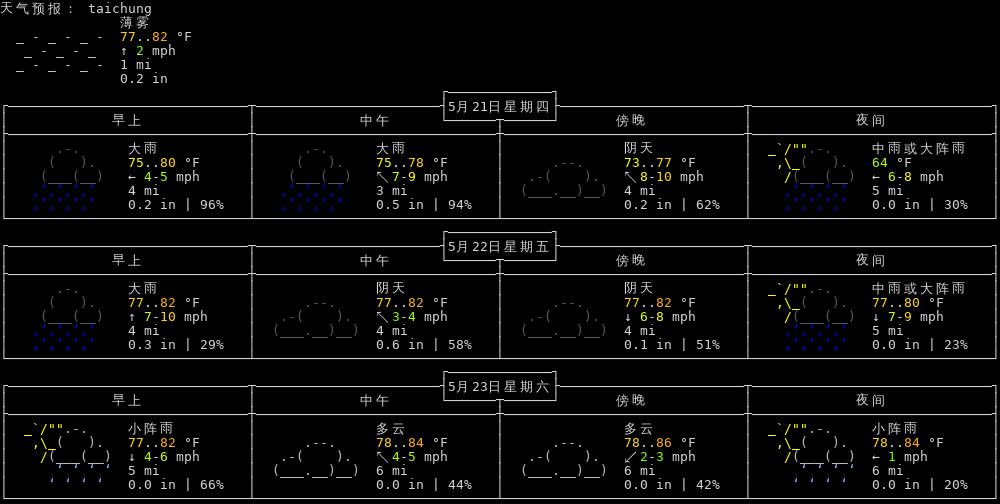 天气预报： taichung
薄雾
77..82 °F
↑ 2 mph
1 mi
0.2 in
5月21日星期四
早上 中午 傍晚 夜间
大雨 大雨 阴天 中雨或大阵雨
75..80 °F 75..78 °F 73..77 °F 64 °F
← 4-5 mph ↖ 7-9 mph ↖ 8-10 mph ← 6-8 mph
4 mi 3 mi 4 mi 5 mi
0.2 in | 96% 0.5 in | 94% 0.2 in | 62% 0.0 in | 30%
5月22日星期五
早上 中午 傍晚 夜间
大雨 阴天 阴天 中雨或大阵雨
77..82 °F 77..82 °F 77..82 °F 77..80 °F
↑ 7-10 mph ↖ 3-4 mph ↓ 6-8 mph ↓ 7-9 mph
4 mi 4 mi 4 mi 5 mi
0.3 in | 29% 0.6 in | 58% 0.1 in | 51% 0.0 in | 23%
5月23日星期六
早上 中午 傍晚 夜间
小阵雨 多云 多云 小阵雨
77..82 °F 78..84 °F 78..86 °F 78..84 °F
↓ 4-6 mph ↖ 4-5 mph ↙ 2-3 mph ← 1 mph
5 mi 6 mi 6 mi 6 mi
0.0 in | 66% 0.0 in | 44% 0.0 in | 42% 0.0 in | 20%